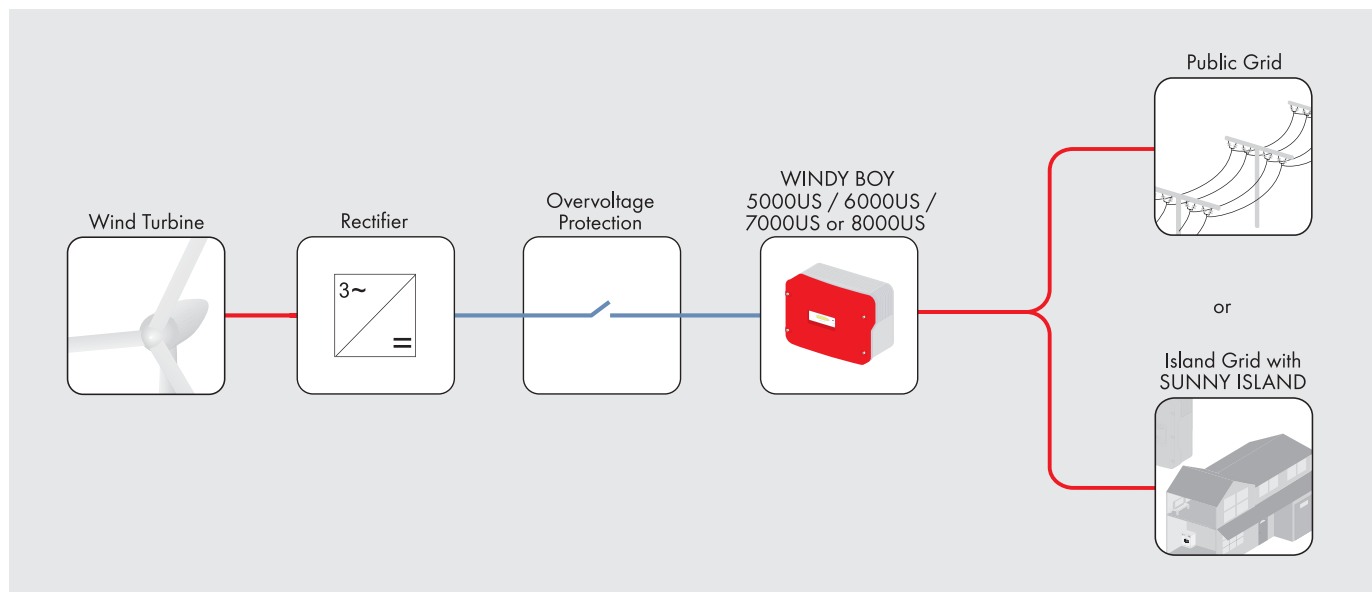 Wind Turbine
Rectifier
3~
Overvoltage
Protection
WINDY BOY
5000US / 6000US /
7000US or 8000US
Public Grid
or
Island Grid with
SUNNY ISLAND